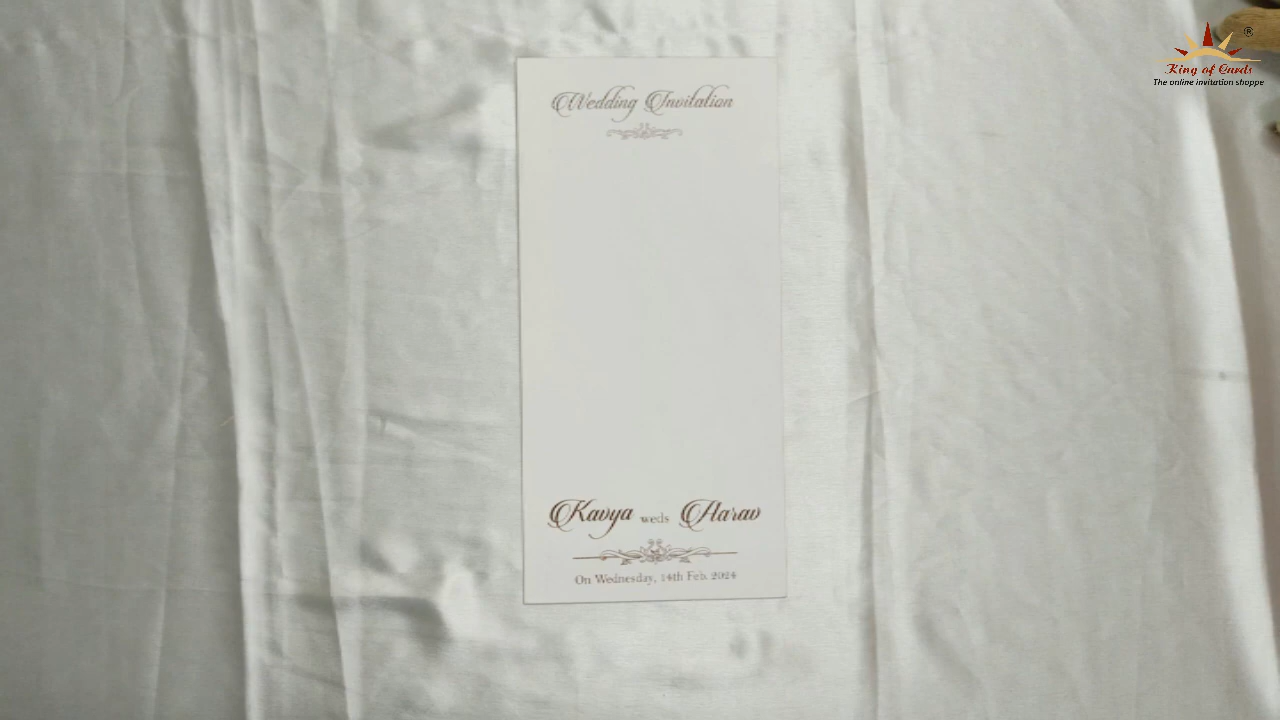 King of Cards ®
The online invitation shoppe
Wedding Invitation
Kavya weds Aarav
On Wednesday, 14th Feb. 2024